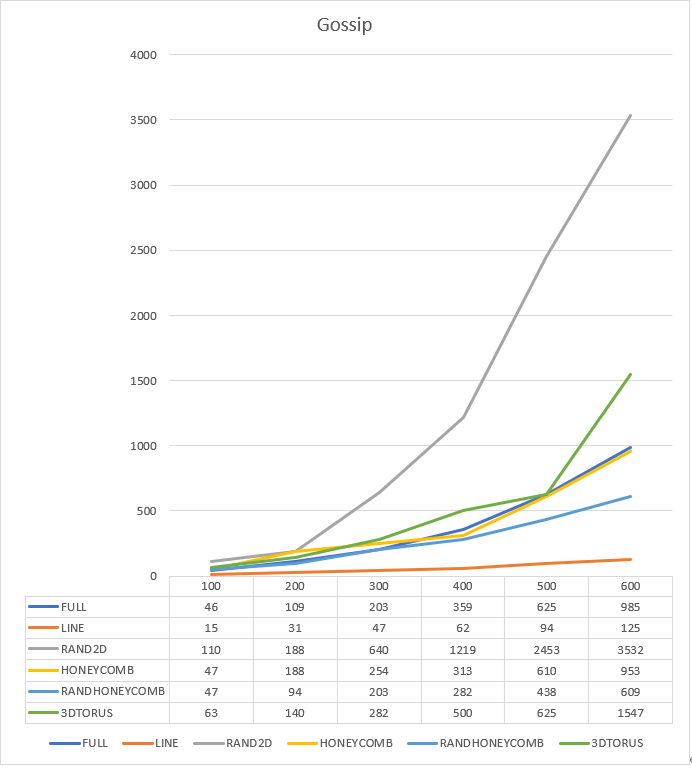 Gossip
4000
3500
3000
2500
2000
1500
1000
500
0
100 200 300 400 500 600
FULL 46 109 203 359 625 985
LINE 15 31 47 62 94 125
RAND2D 110 188 640 1219 2453 3532
HONEYCOMB 47 188 254 313 610 953
RANDHONEYCOMB 47 94 203 282 438 609
3DTORUS 63 140 282 500 625 1547
FULL LINE RAND2D HONEYCOMB RANDHONEYCOMB 3DTORUS